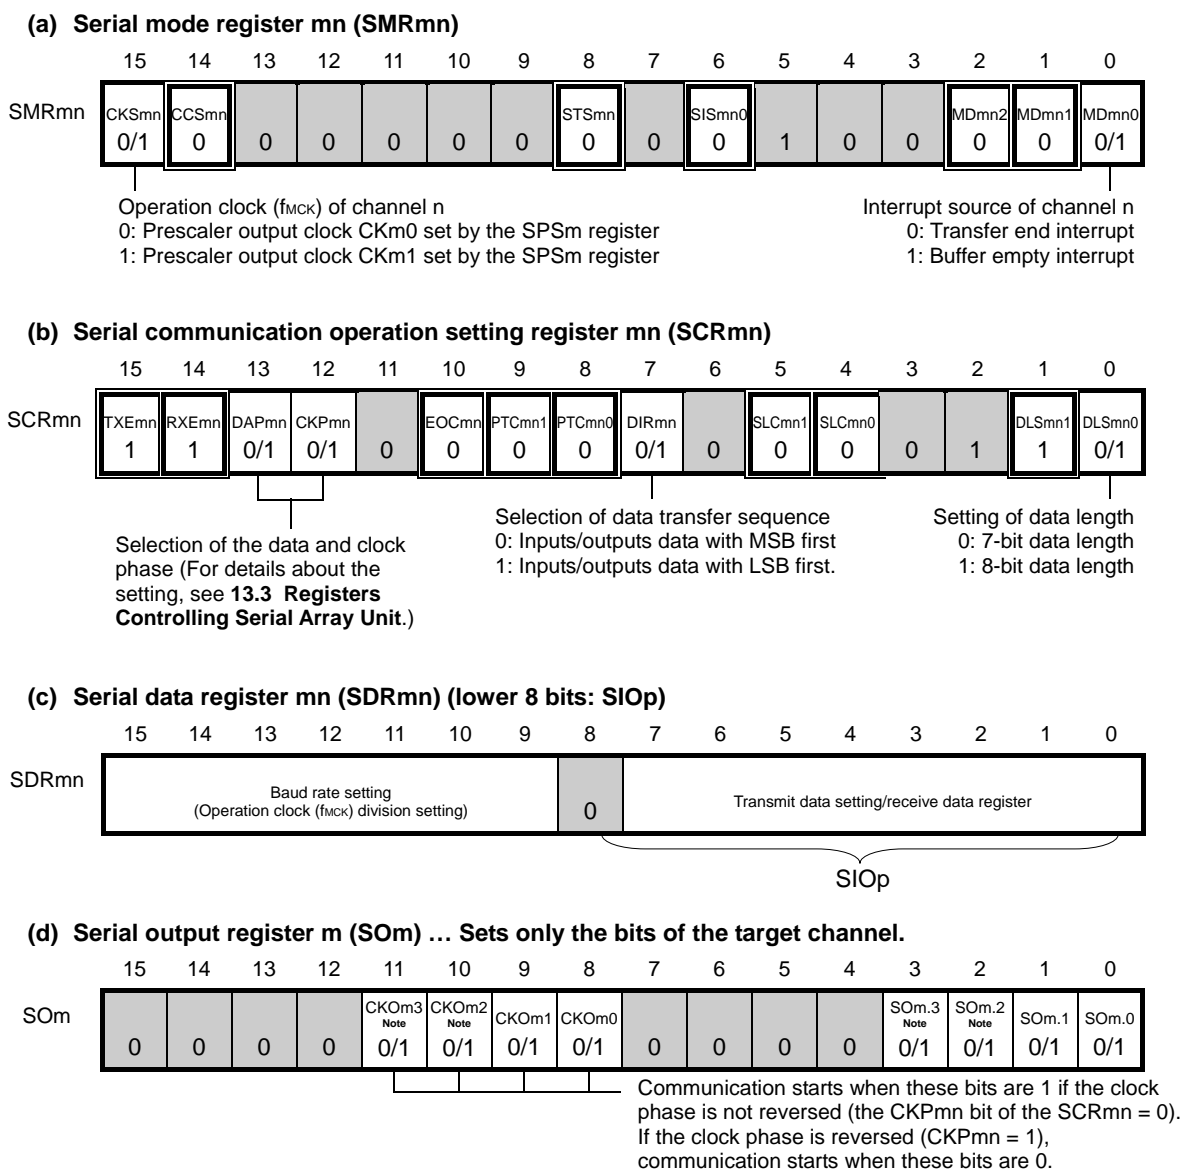 (a) Serial mode register mn (SMRmn)
15 14 13 12 11 10 9 8 7 6 5 4 3 2 1 0
SMRmn CKSmn CCSmn STSmn SISmn0 MDmn2 MDmn1 MDmn0
0/1 0 0 0 0 0 0 0 0 0 1 0 0 0 0 0/1
Operation clock (fMCK) of channel n
0: Prescaler output clock CKm0 set by the SPSm register
1: Prescaler output clock CKm1 set by the SPSm register
Interrupt source of channel n
0: Transfer end interrupt
1: Buffer empty interrupt
(b) Serial communication operation setting register mn (SCRmn)
15 14 13 12 11 10 9 8 7 6 5 4 3 2 1 0
SCRmn TXEmn RXEmn DAPmn CKPmn EOCmn PTCmn1 PTCmn0 DIRmn SLCmn1 SLCmn0 DLSmn1 DLSmn0
1 1 0/1 0/1 0 0 0 0 0/1 0 0 0 0 1 1 0/1
Selection of the data and clock
phase (For details about the
setting, see 13.3 Registers
Controlling Serial Array Unit.)
Selection of data transfer sequence
0: Inputs/outputs data with MSB first
1: Inputs/outputs data with LSB first.
Setting of data length
0: 7-bit data length
1: 8-bit data length
(c) Serial data register mn (SDRmn) (lower 8 bits: SIOp)
15 14 13 12 11 10 9 8 7 6 5 4 3 2 1 0
SDRmn
Baud rate setting
(Operation clock (fMCK) division setting)
0
Transmit data setting/receive data register
SIOp
(d) Serial output register m (SOm) … Sets only the bits of the target channel.
15 14 13 12 11 10 9 8 7 6 5 4 3 2 1 0
SOm CKOm3 CKOm2 CKOm1 CKOm0 SOm.3 SOm.2 SOm.1 SOm.0
Note Note Note Note
0 0 0 0 0/1 0/1 0/1 0/1 0 0 0 0 0/1 0/1 0/1 0/1
Communication starts when these bits are 1 if the clock
phase is not reversed (the CKPmn bit of the SCRmn = 0).
If the clock phase is reversed (CKPmn = 1),
communication starts when these bits are 0.